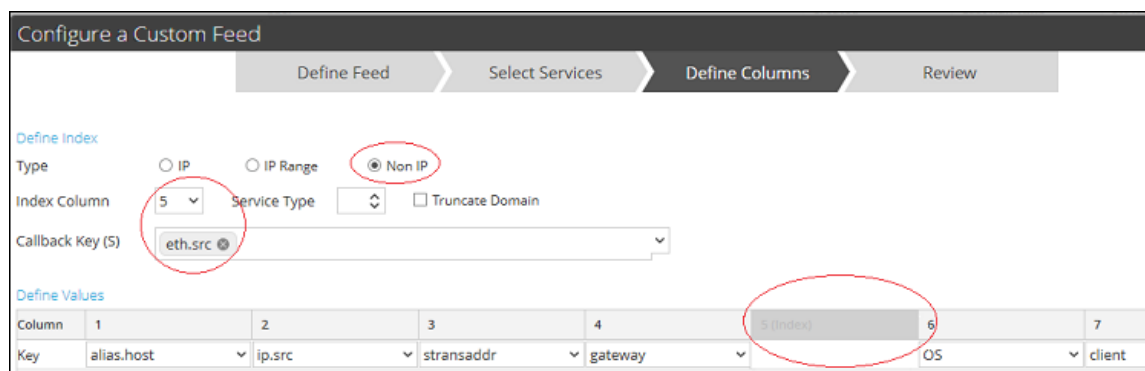 Configure a Custom Feed
Define Feed Select Services Define Columns Review
Define Index
Type IP IP Range Non IP
Index Column 5 Service Type Truncate Domain
Callback Key (S) eth.src
Define Values
Column 1 2 3 4 5 (Index) 6 7
Key alias.host ip.src stransaddr gateway OS client